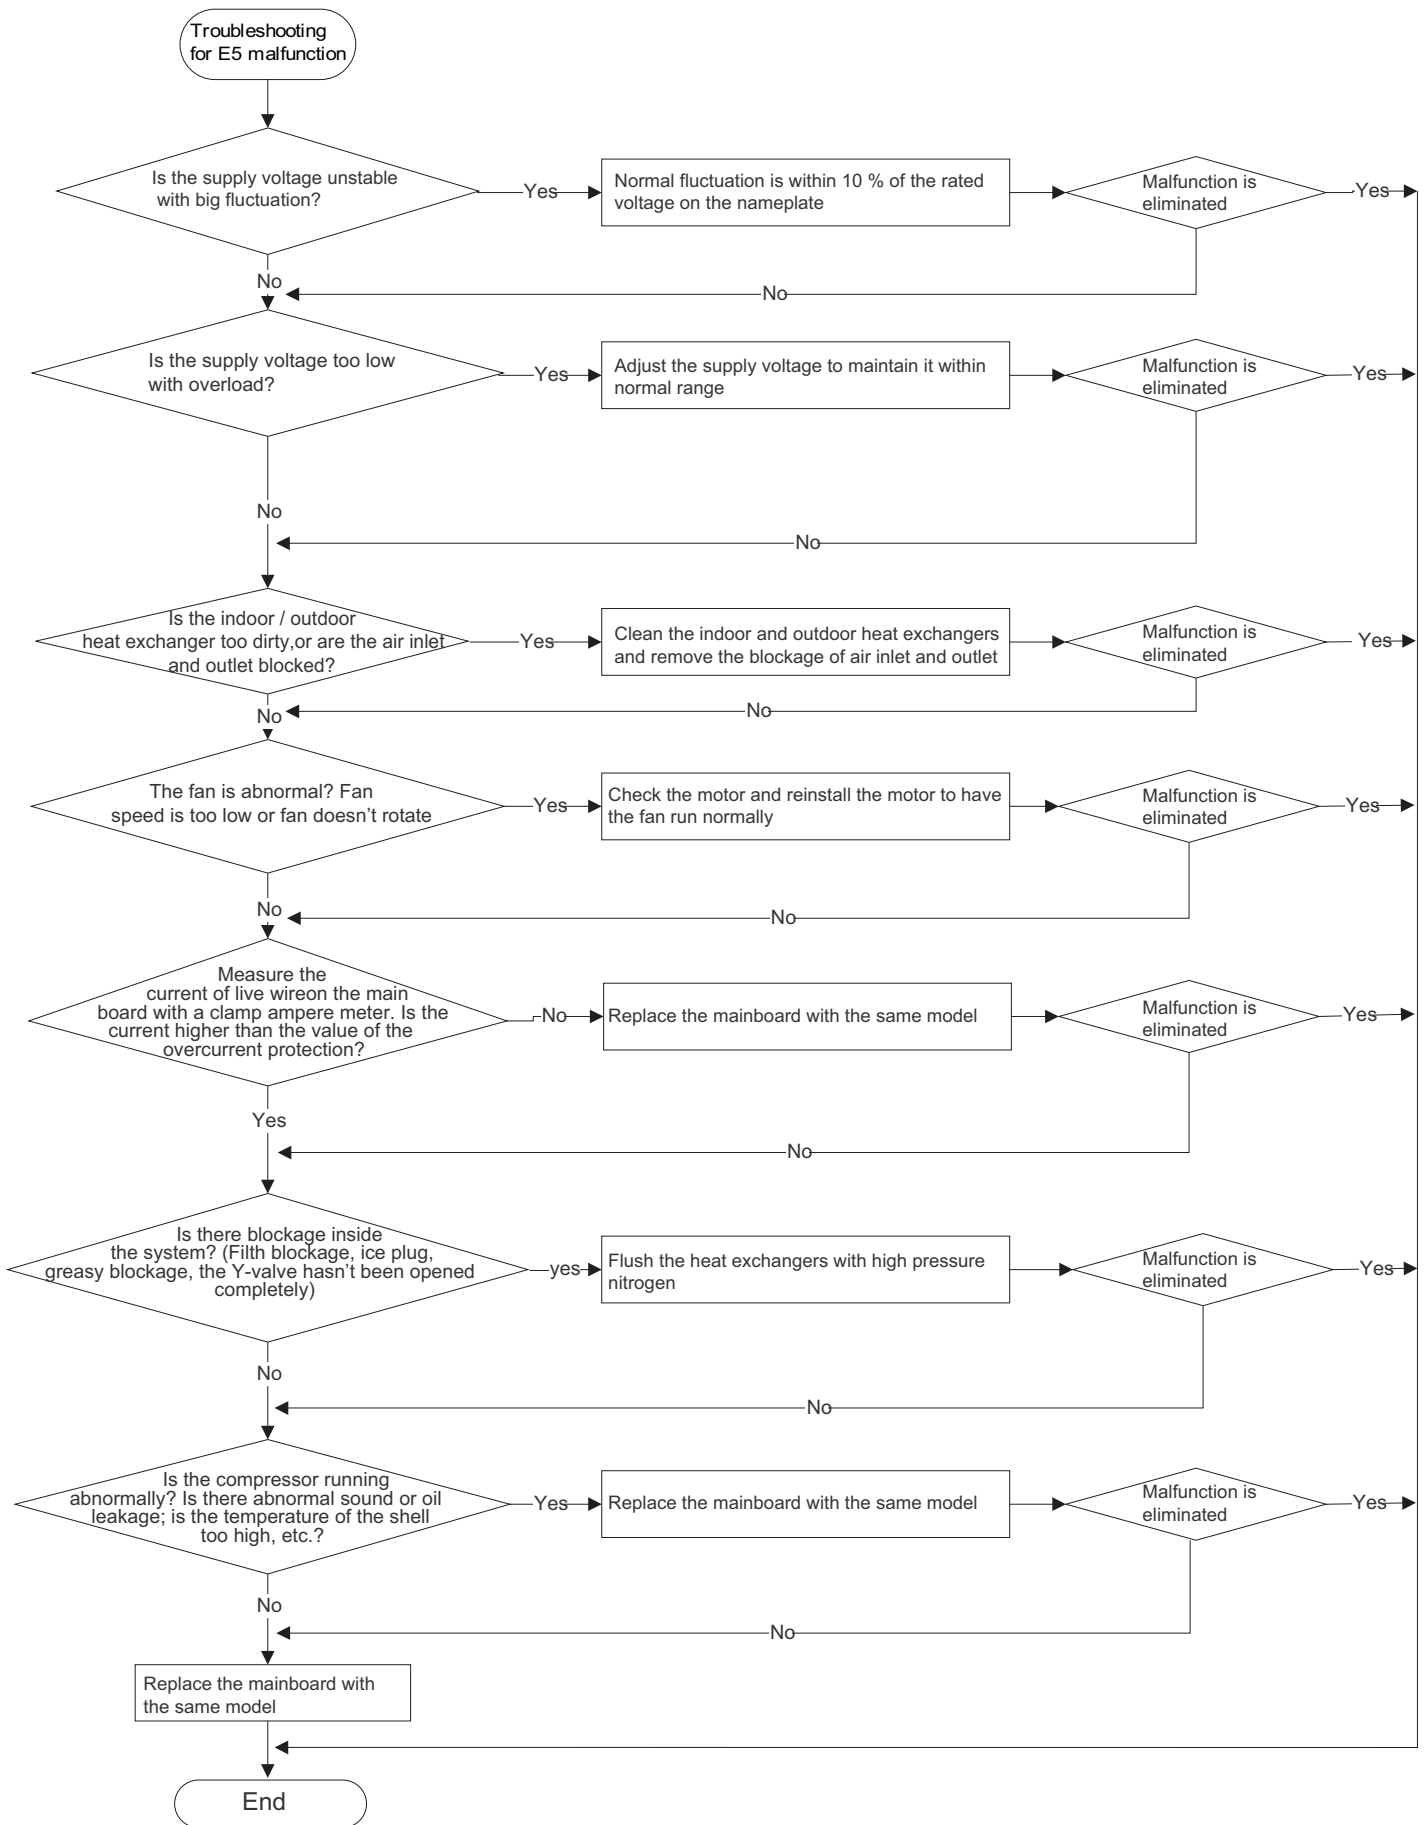 Troubleshooting
for E5 malfunction
Is the supply voltage unstable
with big fluctuation?
Yes
Normal fluctuation is within 10 % of the rated
voltage on the nameplate
Malfunction is
eliminated
Yes
No
No
Is the supply voltage too low
with overload?
Yes
Adjust the supply voltage to maintain it within
normal range
Malfunction is
eliminated
Yes
No
No
Is the indoor / outdoor
heat exchanger too dirty,or are the air inlet
and outlet blocked?
Yes
Clean the indoor and outdoor heat exchangers
and remove the blockage of air inlet and outlet
Malfunction is
eliminated
Yes
No
No
The fan is abnormal? Fan
speed is too low or fan doesn't rotate
Yes
Check the motor and reinstall the motor to have
the fan run normally
Malfunction is
eliminated
Yes
No
No
Measure the
current of live wireon the main
board with a clamp ampere meter. Is the
current higher than the value of the
overcurrent protection?
No
Replace the mainboard with the same model
Malfunction is
eliminated
Yes
Yes
No
Is there blockage inside
the system? (Filth blockage, ice plug,
greasy blockage, the Y-valve hasn't been opened
completely)
yes
Flush the heat exchangers with high pressure
nitrogen
Malfunction is
eliminated
Yes
No
No
Is the compressor running
abnormally? Is there abnormal sound or oil
leakage; is the temperature of the shell
too high, etc.?
Yes
Replace the mainboard with the same model
Malfunction is
eliminated
Yes
No
No
Replace the mainboard with
the same model
End